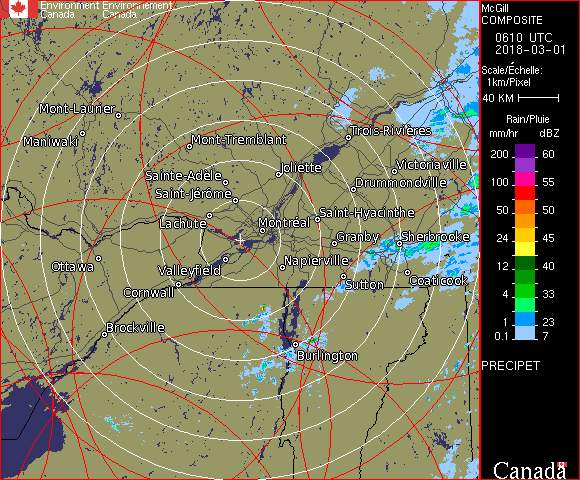 Environment Environnement
Canada Canada
McGill
COMPOSITE
0610 UTC
2018-03-01
Scale/Échelle:
1km/Pixel
40 KM
Rain/Pluie
mm/hr dBZ
200 60
100 55
50 50
24 45
12 40
4 33
1 23
0.1 7
PRECIPET
Canada
Mont-Laurier
Maniwaki
Mont-Tremblant
Trois-Rivières
Sainte-Adèle
Joliette
Victoriaville
Saint-Jérôme
Drummondville
Lachute
Montréal
Saint-Hyacinthe
Granby
Sherbrooke
Ottawa
Valleyfield
Napierville
Cornwall
Sutton
Coaticook
Brockville
Burlington